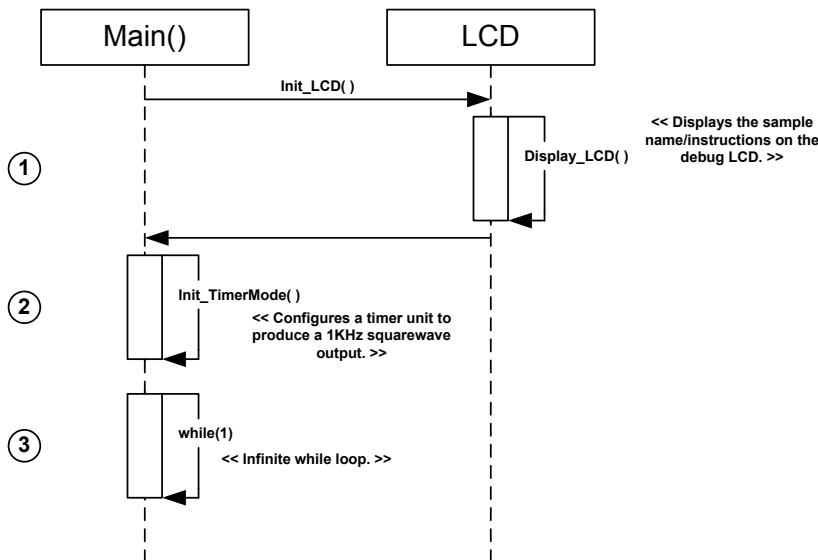 Main()
LCD
Init_LCD( )
1
Display_LCD( )
<< Displays the sample
name/instructions on the
debug LCD. >>
2
Init_TimerMode( )
<< Configures a timer unit to
produce a 1KHz squarewave
output. >>
3
while(1)
<< Infinite while loop. >>